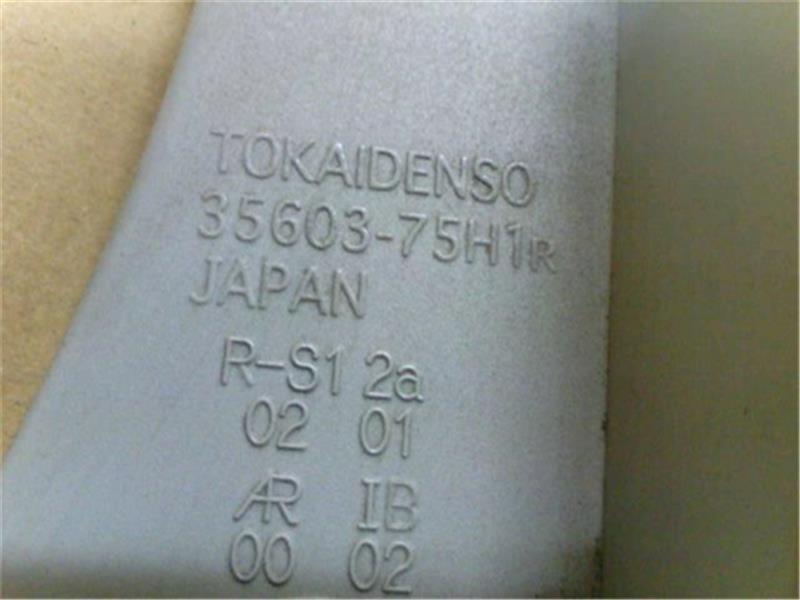 TOKAIDENSO
35603-75H1R
JAPAN
R-S1 2a
02 01
AR IB
00 02